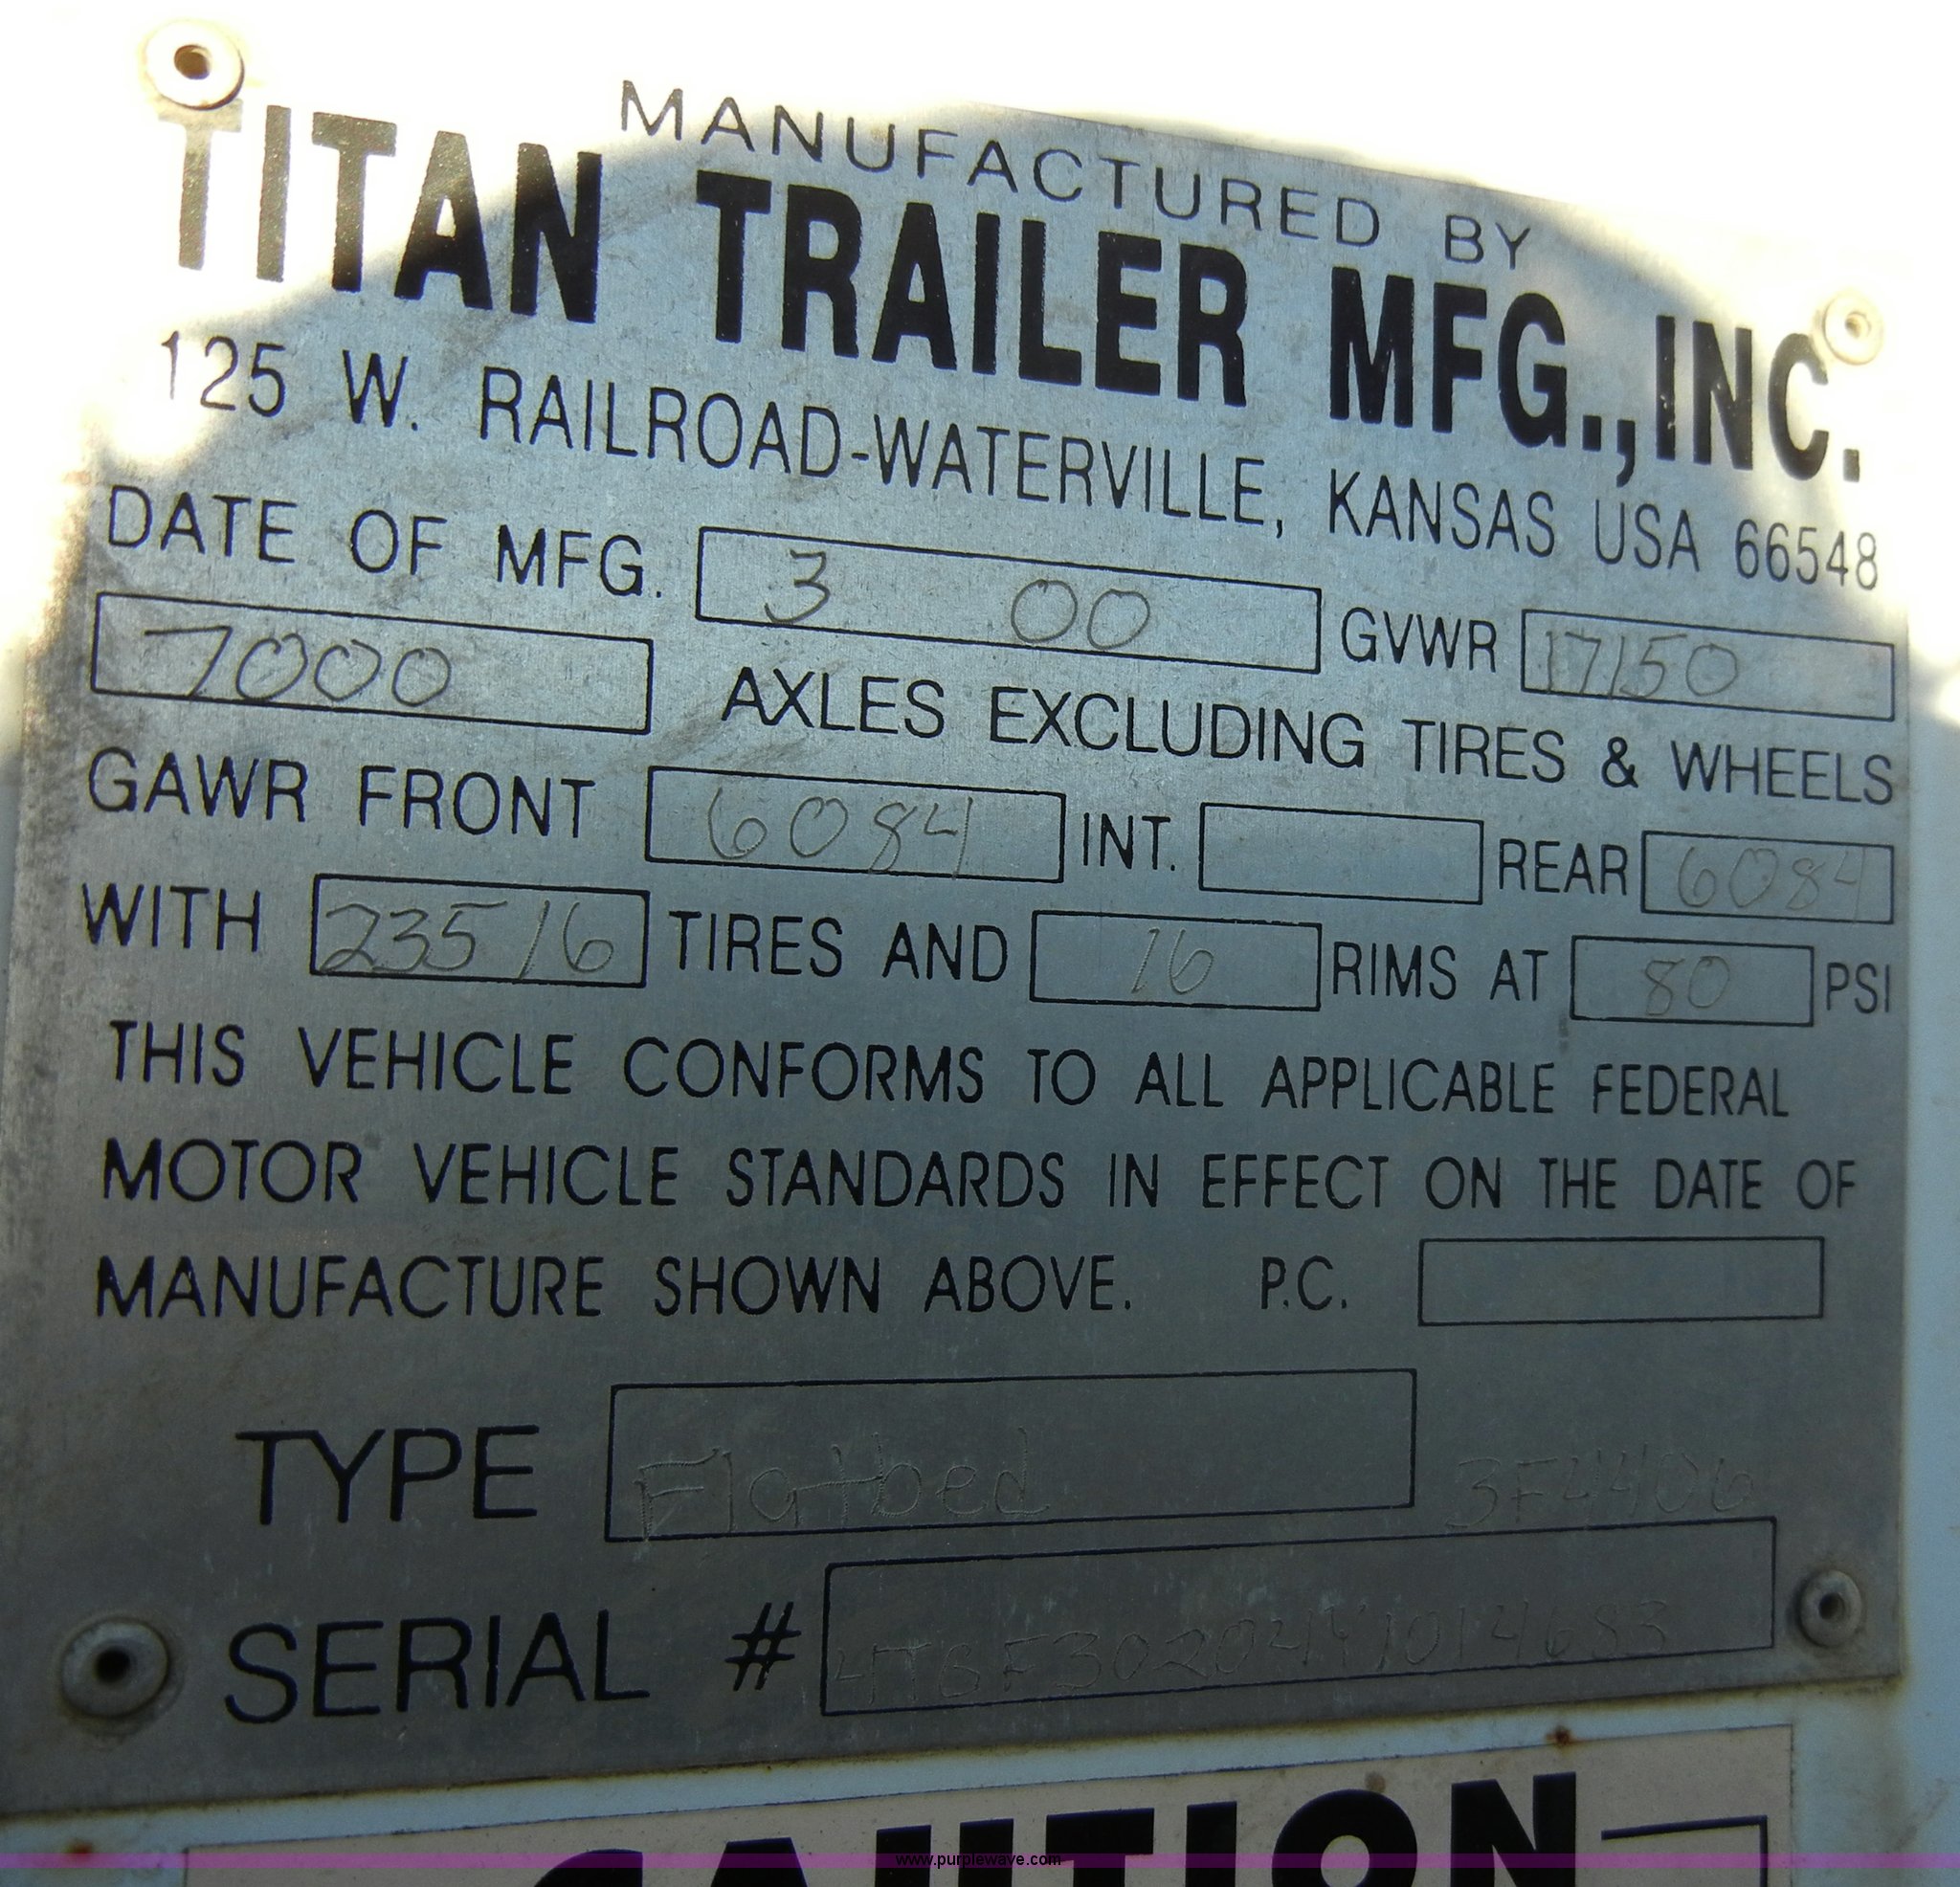 MANUFACTURED BY
TITAN TRAILER MFG., INC.
125 W. RAILROAD-WATERVILLE, KANSAS USA 66548
DATE OF MFG. 3 00 GVWR 17150
7000 AXLES EXCLUDING TIRES & WHEELS
GAWR FRONT 6084 INT. REAR 6084
WITH 235/16 TIRES AND 16 RIMS AT 80 PSI
THIS VEHICLE CONFORMS TO ALL APPLICABLE FEDERAL
MOTOR VEHICLE STANDARDS IN EFFECT ON THE DATE OF
MANUFACTURE SHOWN ABOVE. P.C.
TYPE Flatbed 3F4406
SERIAL #
CAUTION
www.purplewave.com